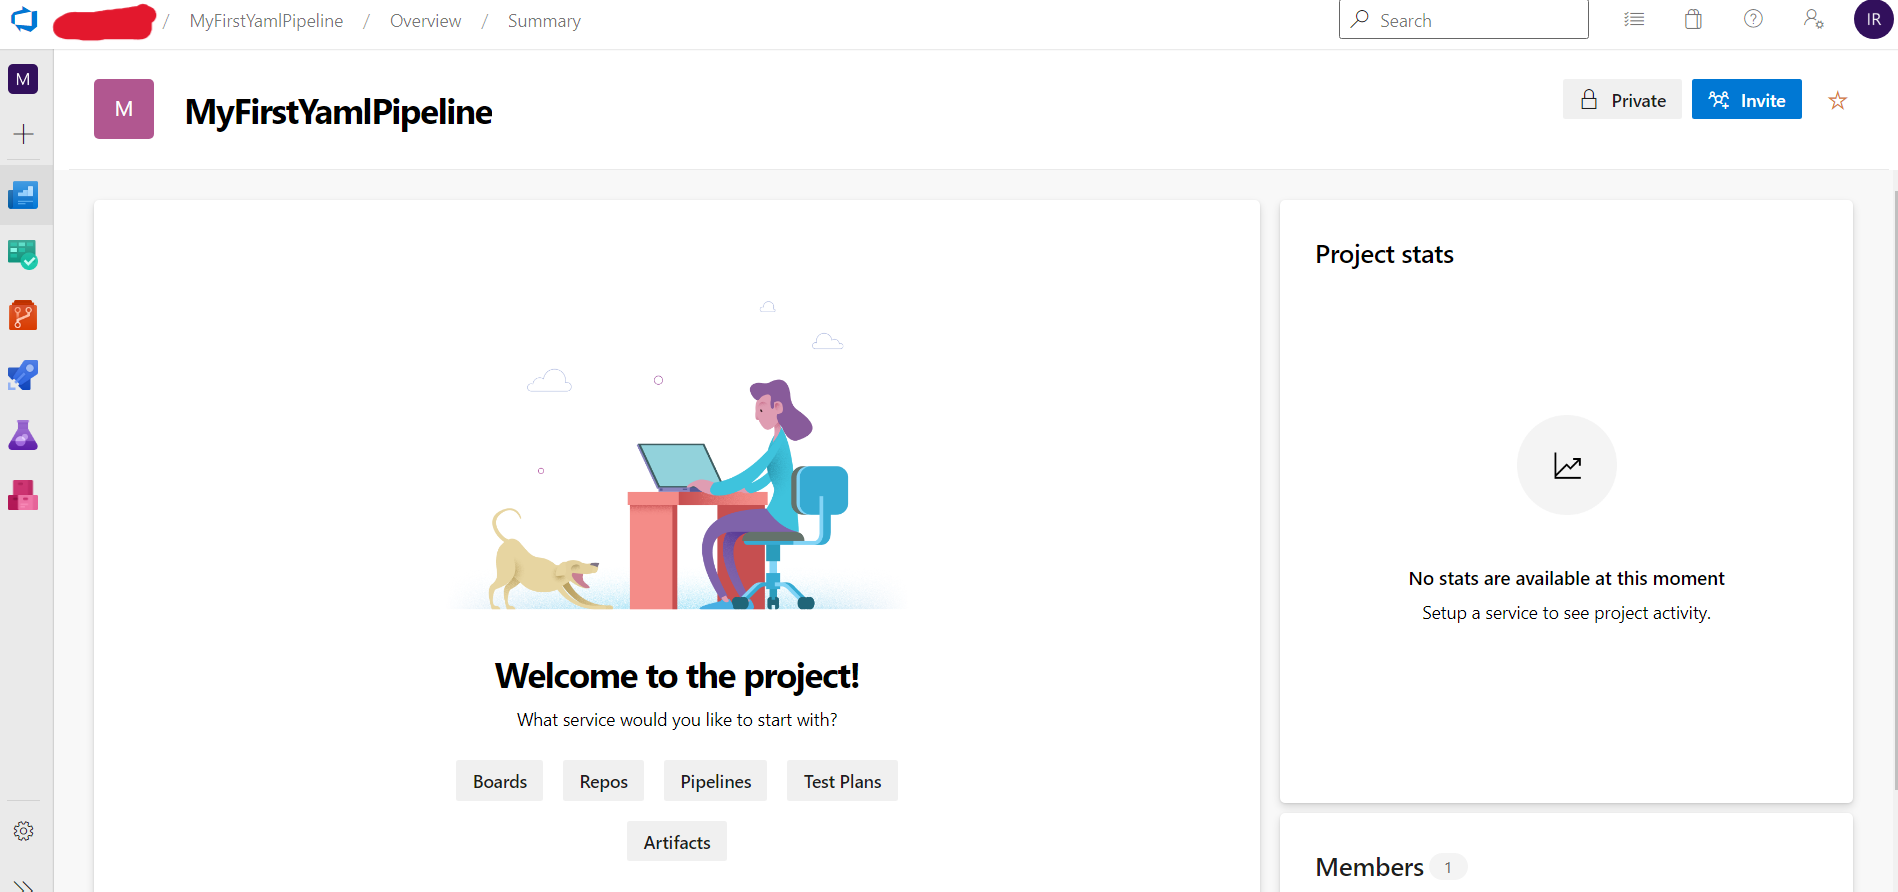 / MyFirstYamlPipeline / Overview / Summary
Search
IR
M
M
MyFirstYamlPipeline
Private
Invite
Project stats
No stats are available at this moment
Setup a service to see project activity.
Welcome to the project!
What service would you like to start with?
Boards Repos Pipelines Test Plans
Artifacts
Members 1